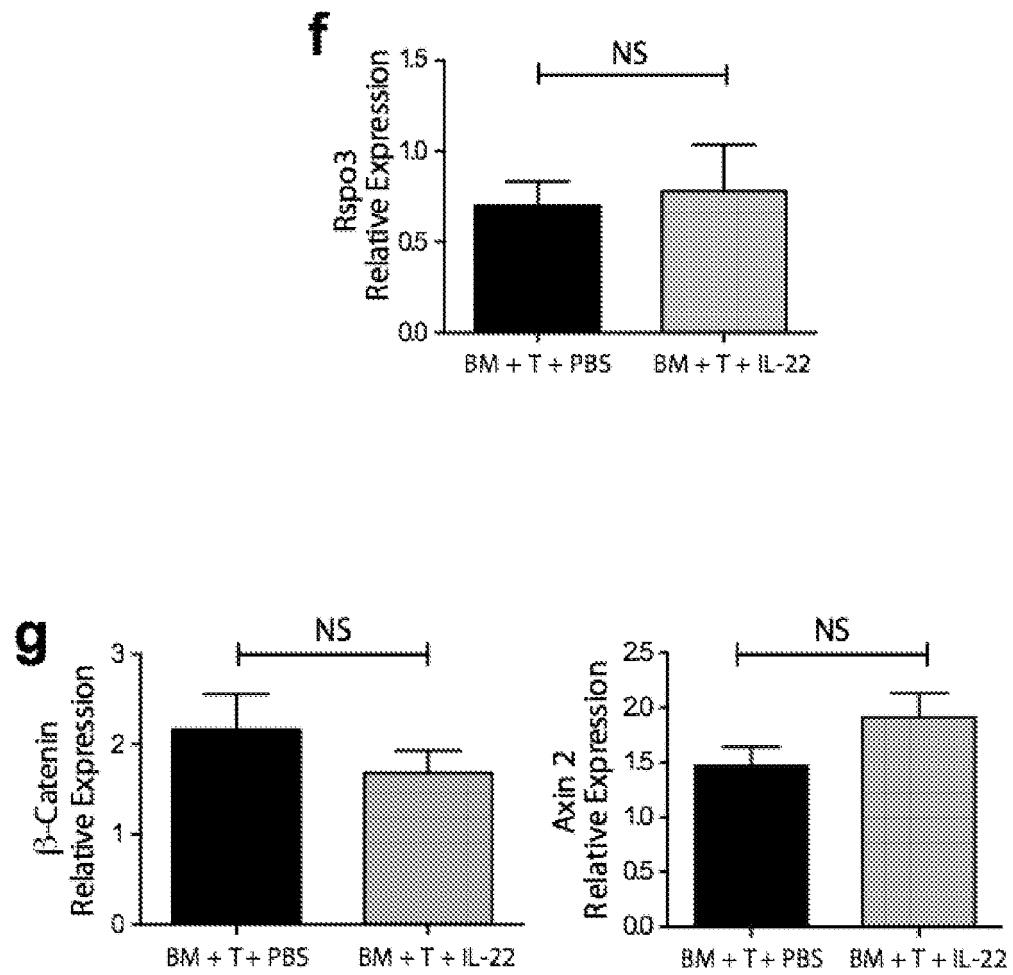 f
NS
Rspo3
Relative Expression
1.5
1.0
0.5
0.0
BM + T + PBS
BM + T + IL-22
g
NS
β-Catenin
Relative Expression
3
2
1
0
BM + T + PBS
BM + T + IL-22
NS
Axin 2
Relative Expression
2.5
2.0
1.5
1.0
0.5
0.0
BM + T + PBS
BM + T + IL-22